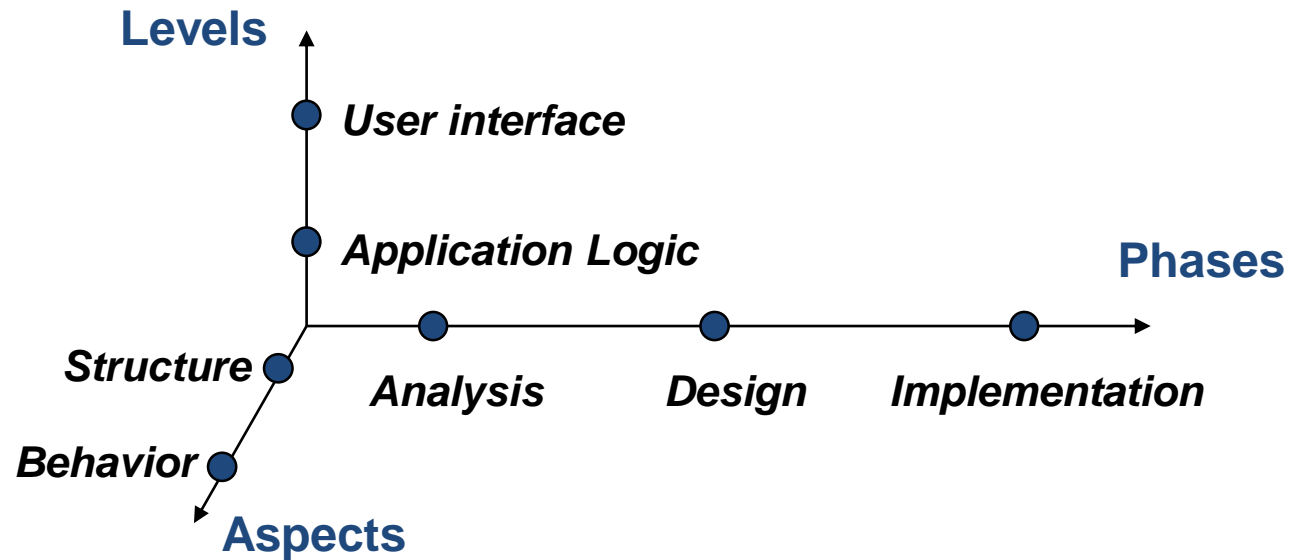 Levels
User interface
Application Logic
Phases
Structure
Analysis
Design
Implementation
Behavior
Aspects